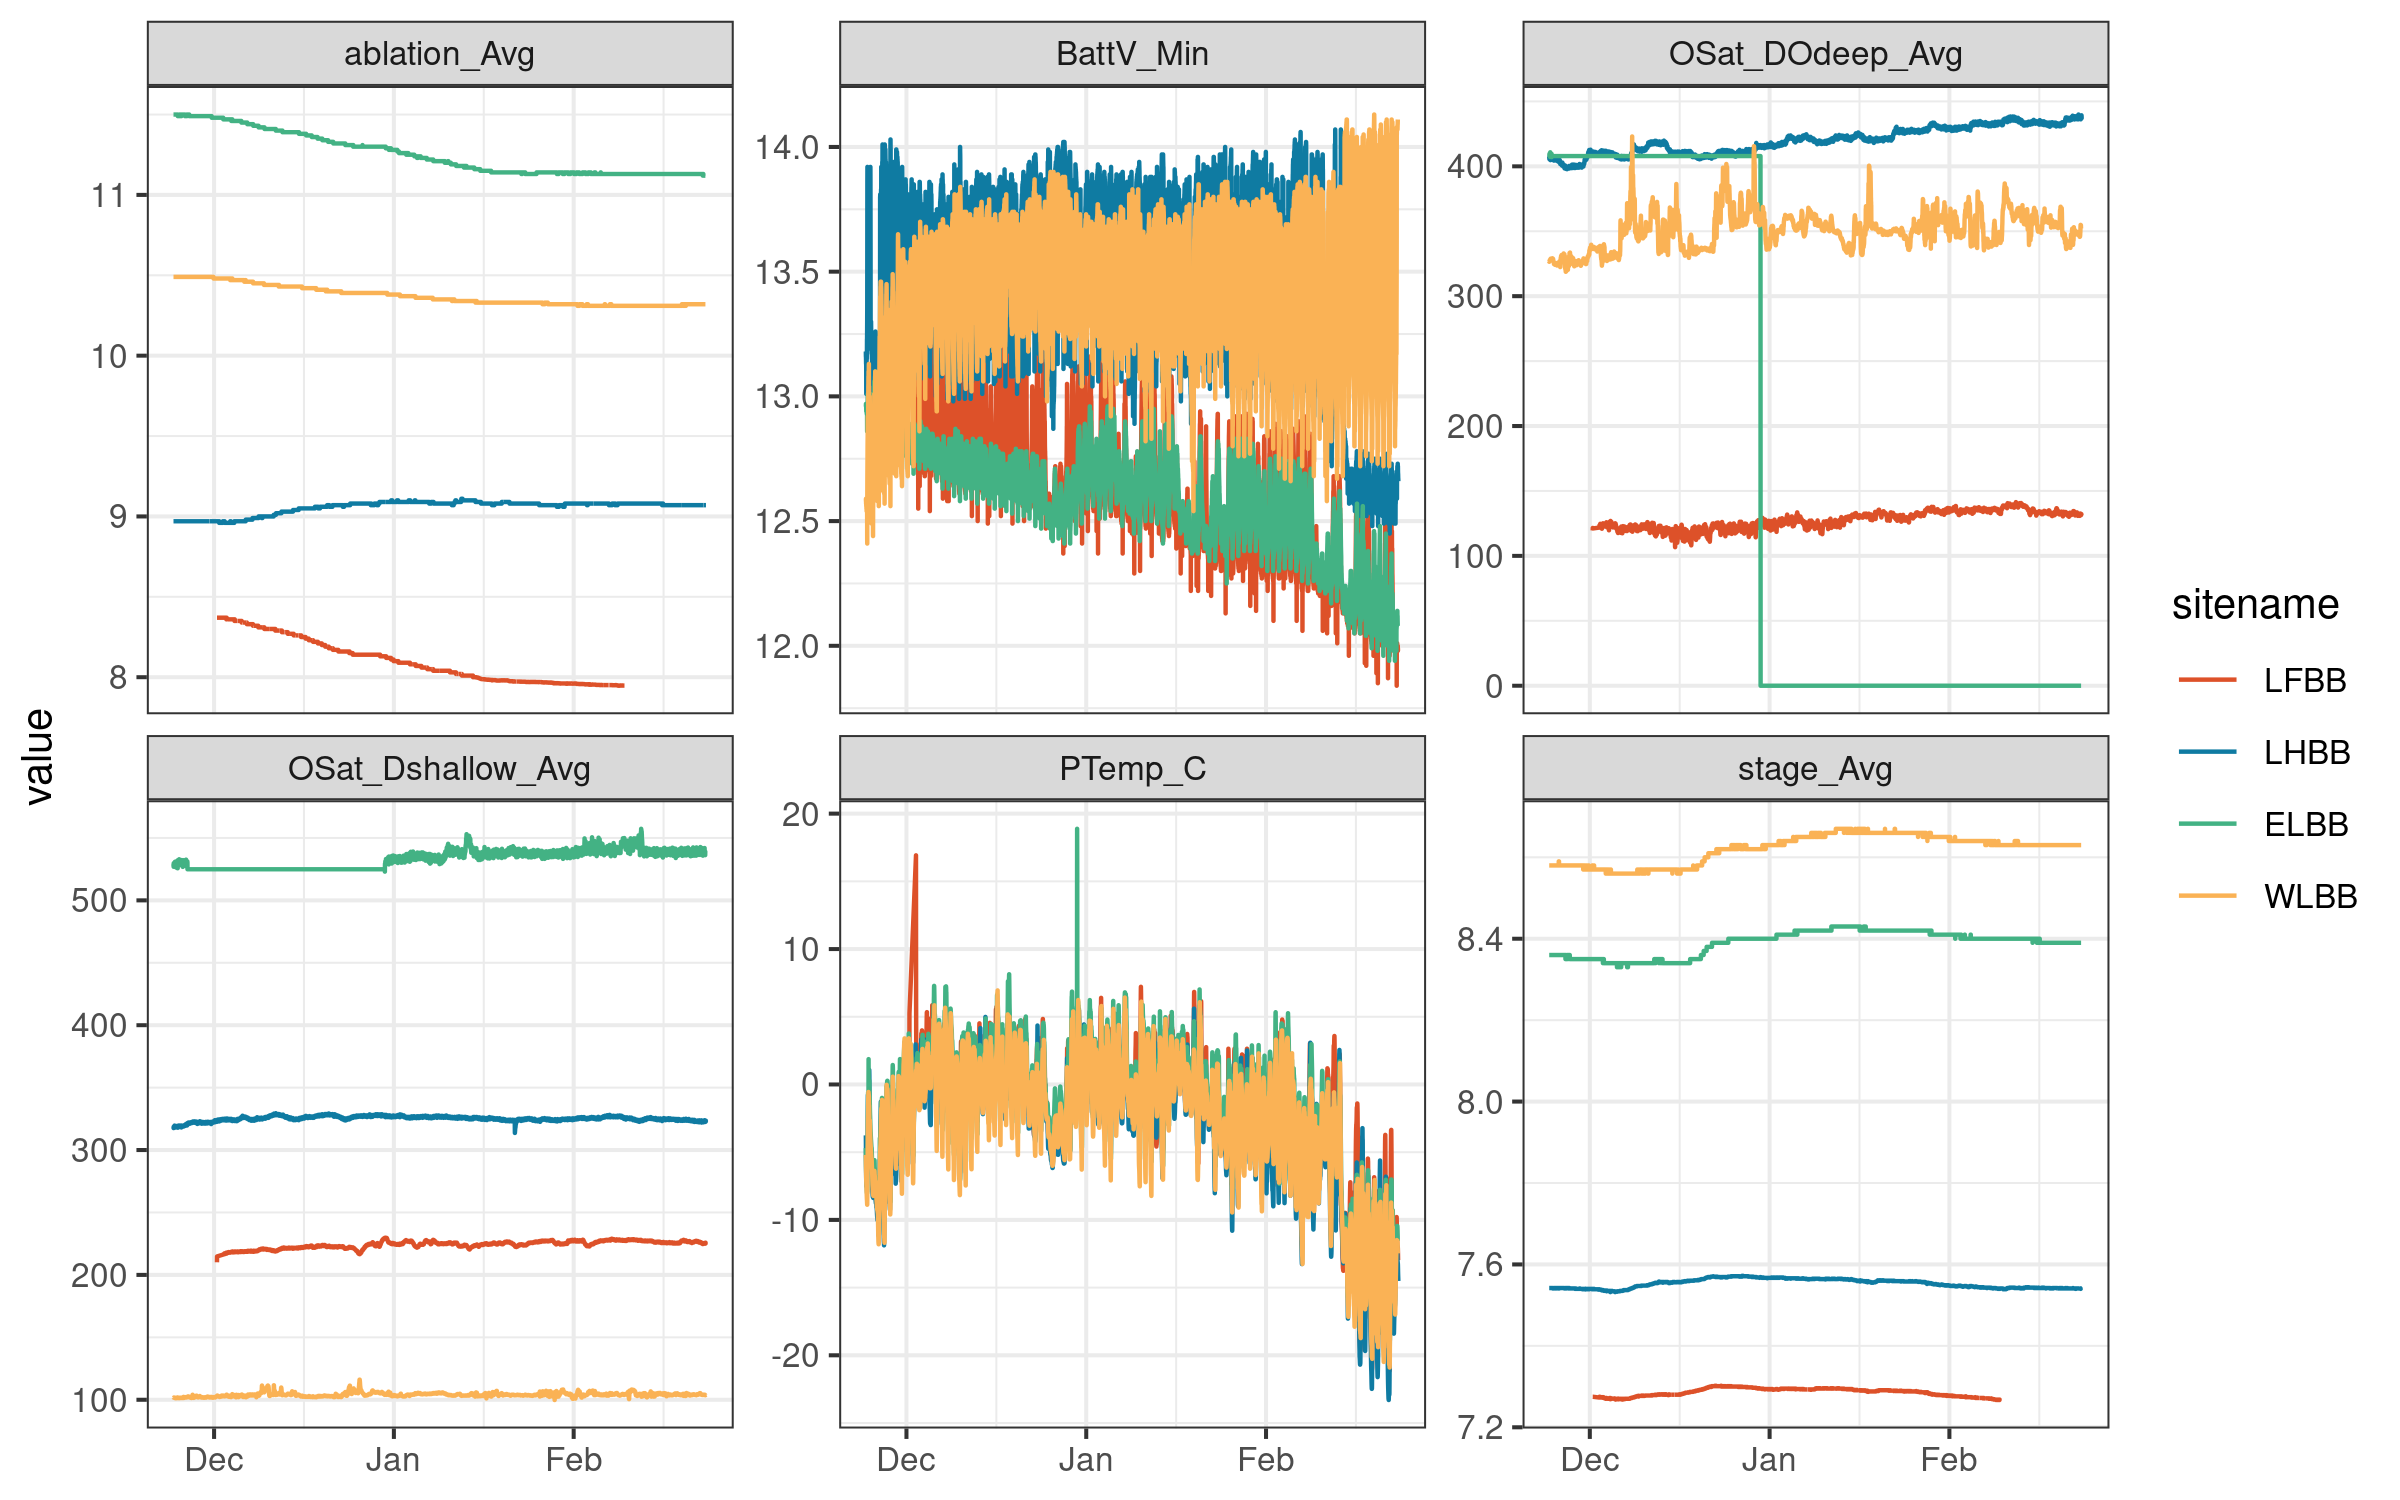 ablation_Avg
BattV_Min
OSat_DOdeep_Avg
11
10
9
8
14.0
13.5
13.0
12.5
12.0
400
300
200
100
0
value
OSat_Dshallow_Avg
PTemp_C
stage_Avg
500
400
300
200
100
20
10
0
-10
-20
8.4
8.0
7.6
7.2
Dec Jan Feb
Dec Jan Feb
Dec Jan Feb
sitename
LFBB
LHBB
ELBB
WLBB